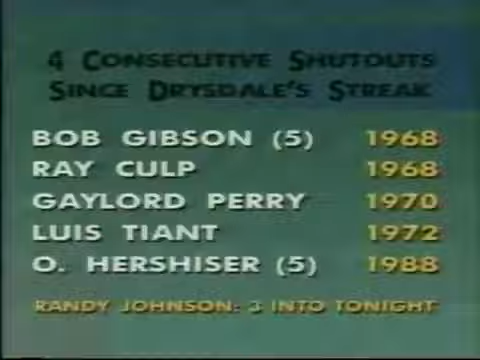 4 CONSECUTIVE SHUTOUTS
SINCE DRYSDALE'S STREAK
BOB GIBSON (5) 1968
RAY CULP 1968
GAYLORD PERRY 1970
LUIS TIANT 1972
O. HERSHISER (5) 1988
RANDY JOHNSON: 3 INTO TONIGHT